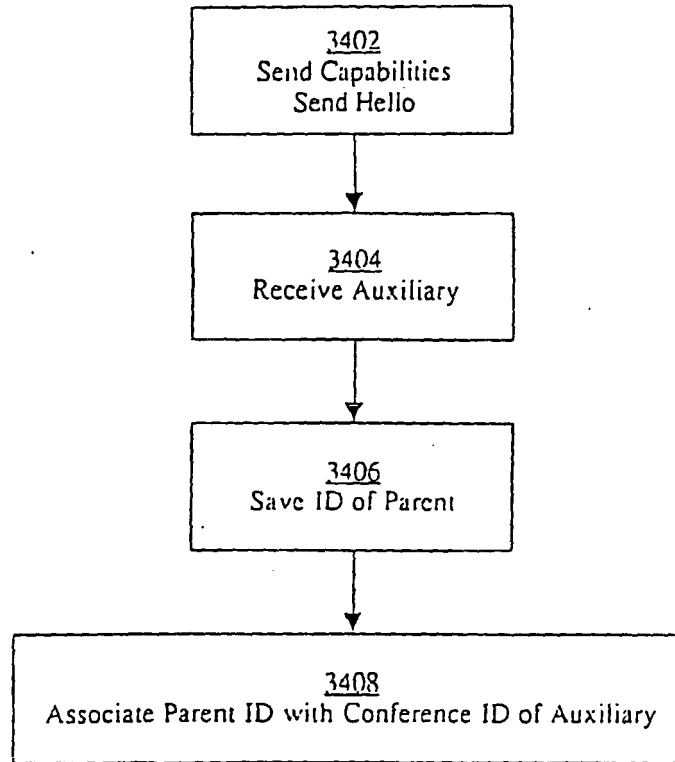 3402
Send Capabilities
Send Hello
3404
Receive Auxiliary
3406
Save ID of Parent
3408
Associate Parent ID with Conference ID of Auxiliary